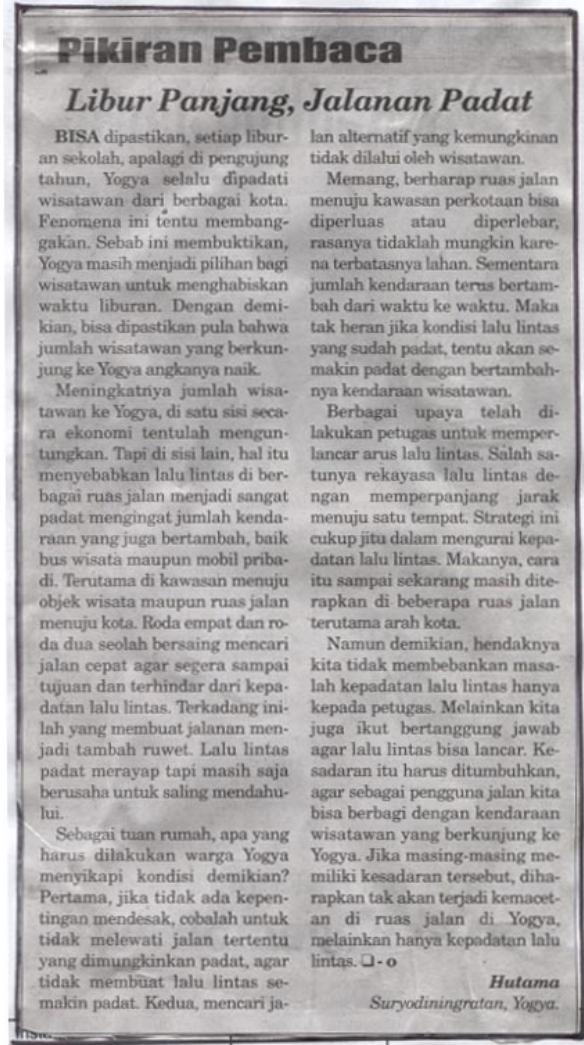 Pikiran Pembaca
Libur Panjang, Jalanan Padat
BISA dipastikan, setiap libur-
an sekolah, apalagi di pengujung
tahun, Yogya selalu dipadati
wisatawan dari berbagai kota.
Fenomena ini tentu membang-
gakan. Sebab ini membuktikan,
Yogya masih menjadi pilihan bagi
wisatawan untuk menghabiskan
waktu liburan. Dengan demi-
kian, bisa dipastikan pula bahwa
jumlah wisatawan yang berkun-
jung ke Yogya angkanya naik.
Meningkatnya jumlah wisa-
tawan ke Yogya, di satu sisi seca-
ra ekonomi tentulah mengun-
tungkan. Tapi di sisi lain, hal itu
menyebabkan lalu lintas di ber-
bagai ruas jalan menjadi sangat
padat mengingat jumlah kenda-
raan yang juga bertambah, baik
bus wisata maupun mobil priba-
di. Terutama di kawasan menuju
objek wisata maupun ruas jalan
menuju kota. Roda empat dan ro-
da dua seolah bersaing mencari
jalan cepat agar segera sampai
tujuan dan terhindar dari kepa-
datan lalu lintas. Terkadang ini-
lah yang membuat jalanan men-
jadi tambah ruwet. Lalu lintas
padat merayap tapi masih saja
berusaha untuk saling mendahu-
lui.
Sebagai tuan rumah, apa yang
harus dilakukan warga Yogya
menyikapi kondisi demikian?
Pertama, jika tidak ada kepen-
tingan mendesak, cobalah untuk
tidak melewati jalan tertentu
yang dimungkinkan padat, agar
tidak membuat lalu lintas se-
makin padat. Kedua, mencari ja-
lan alternatif yang kemungkinan
tidak dilalui oleh wisatawan.
Memang, berharap ruas jalan
menuju kawasan perkotaan bisa
diperluas atau diperlebar,
rasanya tidaklah mungkin kare-
na terbatasnya lahan. Sementara
jumlah kendaraan terus bertam-
bah dari waktu ke waktu. Maka
tak heran jika kondisi lalu lintas
yang sudah padat, tentu akan se-
makin padat dengan bertambah-
nya kendaraan wisatawan.
Berbagai upaya telah di-
lakukan petugas untuk memper-
lancar arus lalu lintas. Salah sa-
tunya rekayasa lalu lintas de-
ngan memperpanjang jarak
menuju satu tempat. Strategi ini
cukup jitu dalam mengurai kepa-
datan lalu lintas. Makanya, cara
itu sampai sekarang masih dite-
rapkan di beberapa ruas jalan
terutama arah kota.
Namun demikian, hendaknya
kita tidak membebankan masa-
lah kepadatan lalu lintas hanya
kepada petugas. Melainkan kita
juga ikut bertanggung jawab
agar lalu lintas bisa lancar. Ke-
sadaran itu harus ditumbuhkan,
agar sebagai pengguna jalan kita
bisa berbagi dengan kendaraan
wisatawan yang berkunjung ke
Yogya. Jika masing-masing me-
miliki kesadaran tersebut, diha-
rapkan tak akan terjadi kemacet-
an di ruas jalan di Yogya,
melainkan hanya kepadatan lalu
lintas. ❑ - o
Hutama
Suryodiningratan, Yogya.